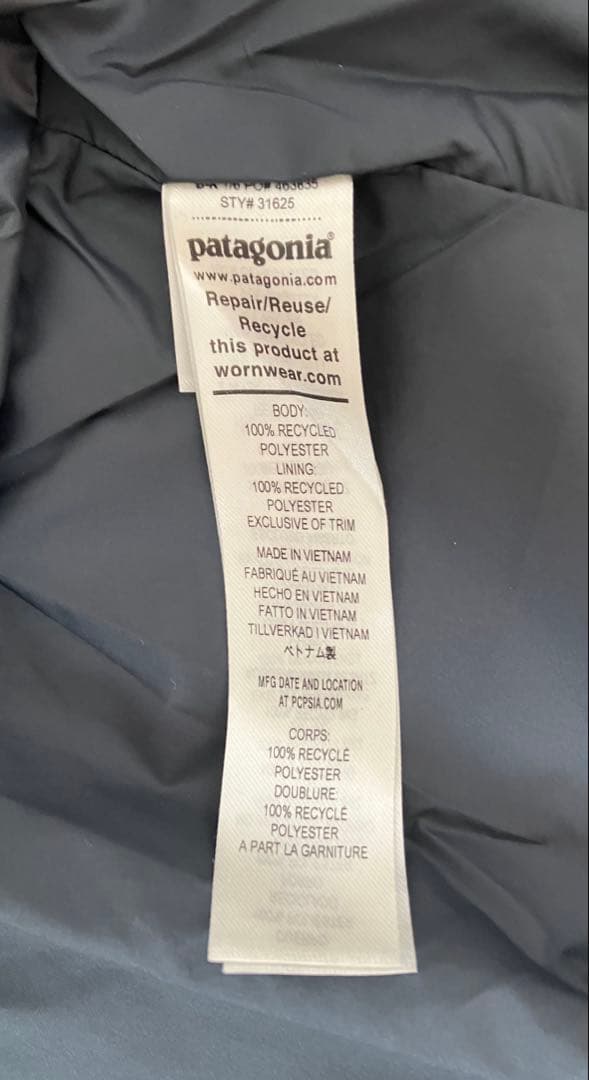 PO# 463635
STY# 31625
patagonia®
www.patagonia.com
Repair/Reuse/
Recycle
this product at
wornwear.com
BODY:
100% RECYCLED
POLYESTER
LINING:
100% RECYCLED
POLYESTER
EXCLUSIVE OF TRIM
MADE IN VIETNAM
FABRIQUÉ AU VIETNAM
HECHO EN VIETNAM
FATTO IN VIETNAM
TILLVERKAD I VIETNAM
ベトナム製
MFG DATE AND LOCATION
AT PCPSIA.COM
CORPS:
100% RECYCLÉ
POLYESTER
DOUBLURE:
100% RECYCLÉ
POLYESTER
A PART LA GARNITURE